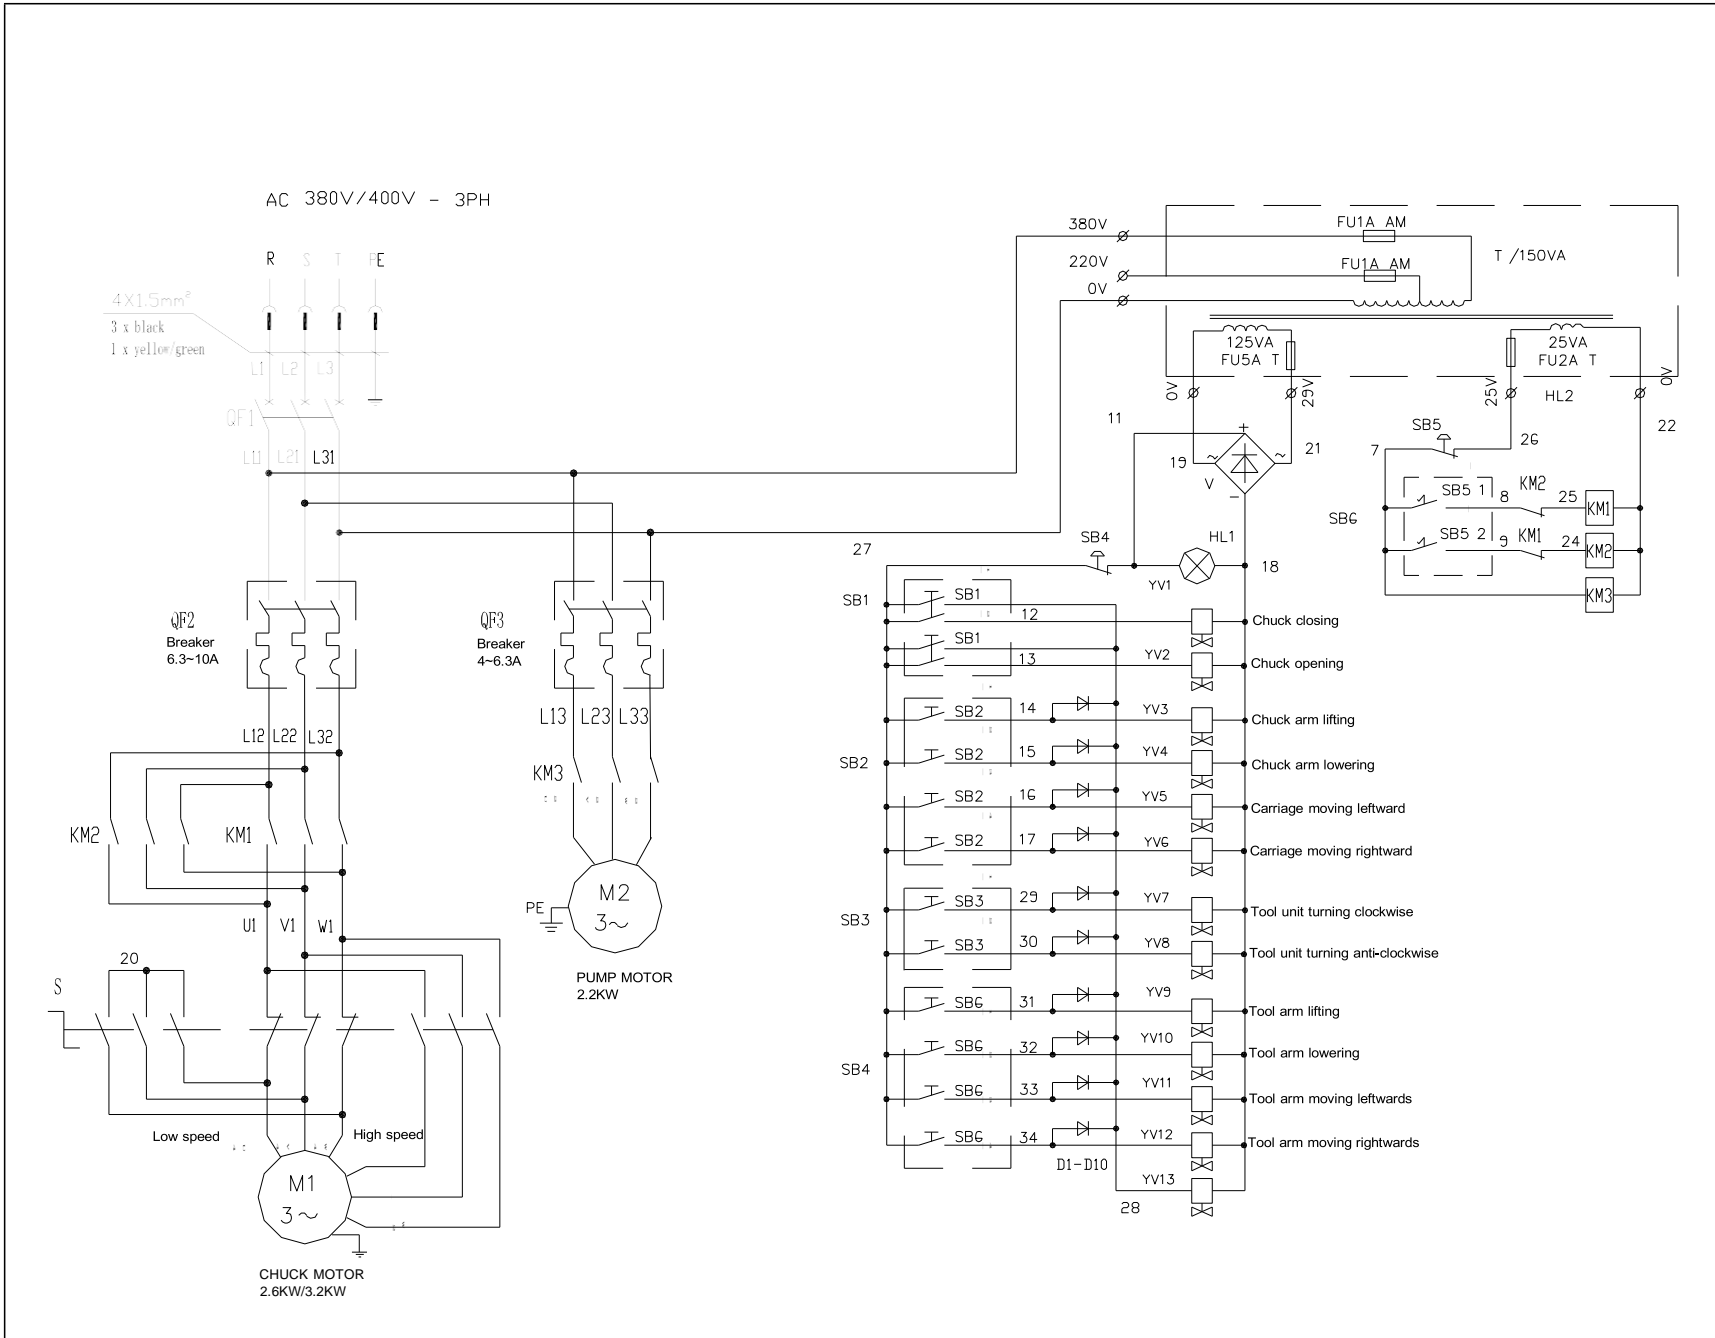 AC 380V/400V - 3PH
R S T PE
4X1.5mm²
3 x black
1 x yellow/green
L1 L2 L3
QF1
L11 L21 L31
QF2
Breaker
6.3~10A
QF3
Breaker
4~6.3A
L12 L22 L32
L13 L23 L33
KM3
KM2 KM1
U1 V1 W1
20
S
Low speed
High speed
M1
3~
CHUCK MOTOR
2.6KW/3.2KW
PE
M2
3~
PUMP MOTOR
2.2KW
380V
220V
0V
FU1A AM
FU1A AM
T /150VA
125VA
FU5A T
25VA
FU2A T
0V
29V
25V
0V
HL2
11
19
21
+
~
~
V
-
22
SB5
26
7
SB6
SB5 1 8 KM2 25 KM1
SB5 2 9 KM1 24 KM2
KM3
27
SB4
HL1
18
YV1
SB1
SB1
12
Chuck closing
SB1
13
YV2
Chuck opening
SB2
SB2 14 YV3 Chuck arm lifting
SB2 15 YV4 Chuck arm lowering
SB2 16 YV5 Carriage moving leftward
SB2 17 YV6 Carriage moving rightward
SB3
SB3 29 YV7 Tool unit turning clockwise
SB3 30 YV8 Tool unit turning anti-clockwise
SB4
SB6 31 YV9 Tool arm lifting
SB6 32 YV10 Tool arm lowering
SB6 33 YV11 Tool arm moving leftwards
SB6 34 YV12 Tool arm moving rightwards
D1-D10
YV13
28